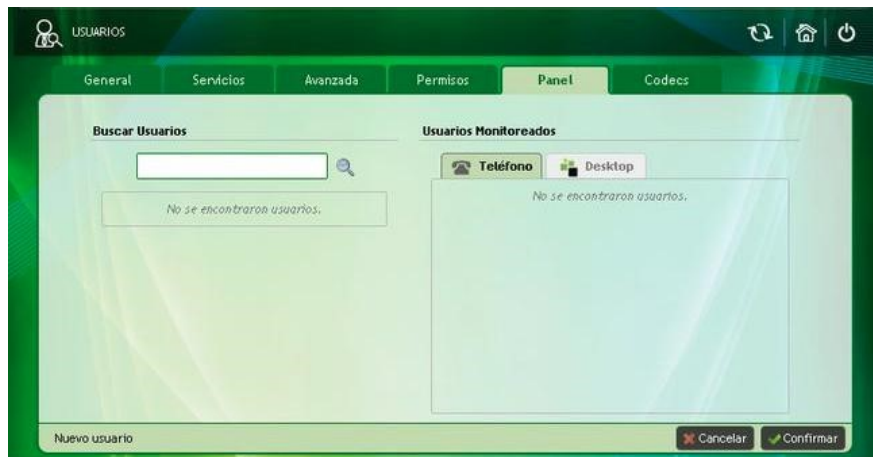 USUARIOS
General Servicios Avanzada Permisos Panel Codecs
Buscar Usuarios
No se encontraron usuarios.
Usuarios Monitoreados
Teléfono Desktop
No se encontraron usuarios.
Nuevo usuario
Cancelar Confirmar